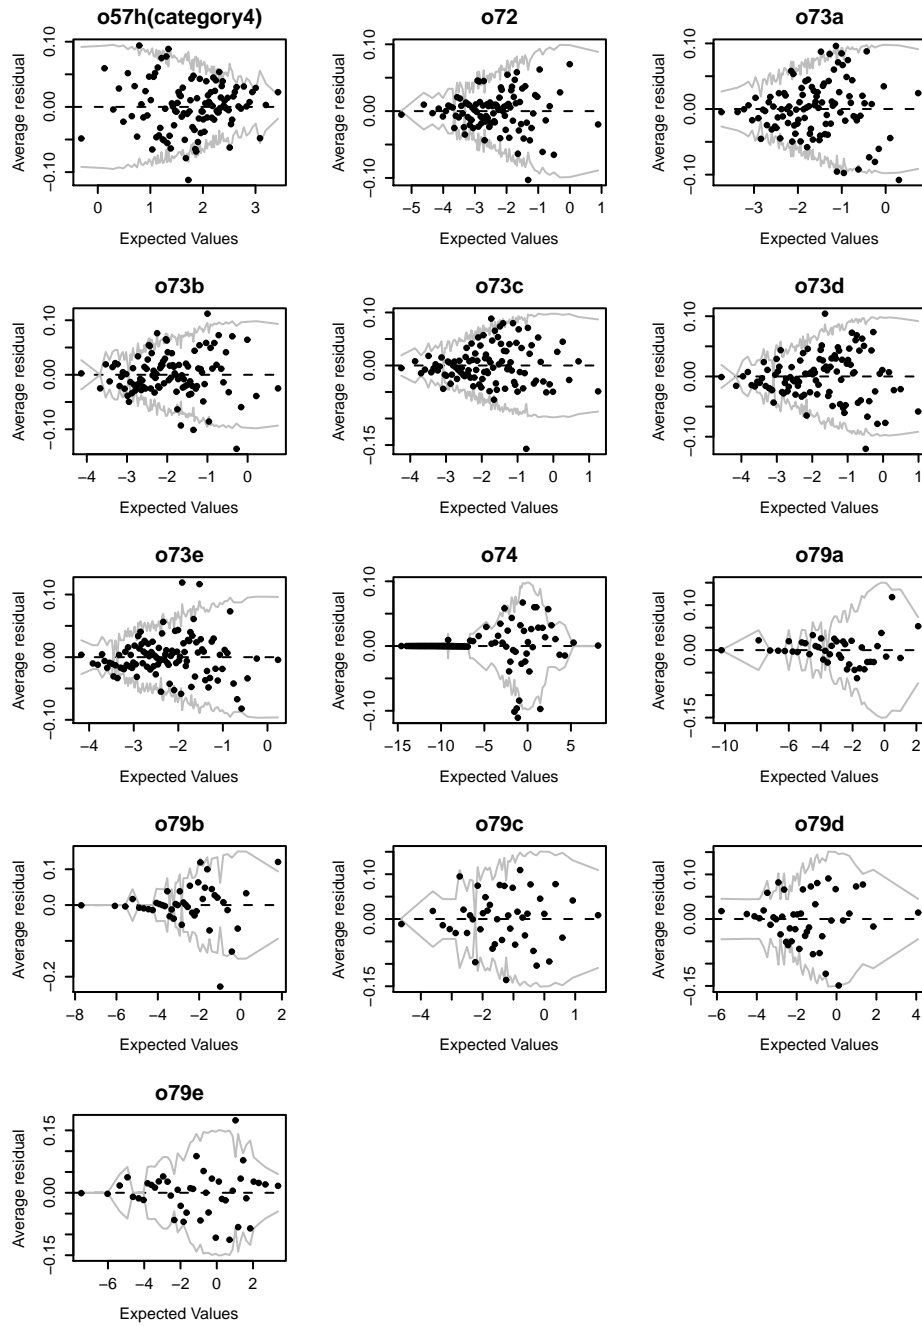 o57h(category4)
Average residual
−0.10 0.00 0.10
0 1 2 3
Expected Values
o72
Average residual
−0.10 0.00 0.10
−5 −4 −3 −2 −1 0 1
Expected Values
o73a
Average residual
−0.10 0.00 0.10
−3 −2 −1 0
Expected Values
o73b
Average residual
−0.10 0.00 0.10
−4 −3 −2 −1 0
Expected Values
o73c
Average residual
−0.15 0.00 0.10
−4 −3 −2 −1 0 1
Expected Values
o73d
Average residual
−0.10 0.00 0.10
−4 −3 −2 −1 0 1
Expected Values
o73e
Average residual
−0.10 0.00 0.10
−4 −3 −2 −1 0
Expected Values
o74
Average residual
−0.10 0.00 0.10
−15 −10 −5 0 5
Expected Values
o79a
Average residual
−0.15 0.00 0.15
−10 −8 −6 −4 −2 0 2
Expected Values
o79b
Average residual
−0.2 0.0 0.1
−8 −6 −4 −2 0 2
Expected Values
o79c
Average residual
−0.15 0.00 0.15
−4 −3 −2 −1 0 1
Expected Values
o79d
Average residual
−0.15 0.00 0.15
−6 −4 −2 0 2 4
Expected Values
o79e
Average residual
−0.15 0.00 0.15
−6 −4 −2 0 2
Expected Values